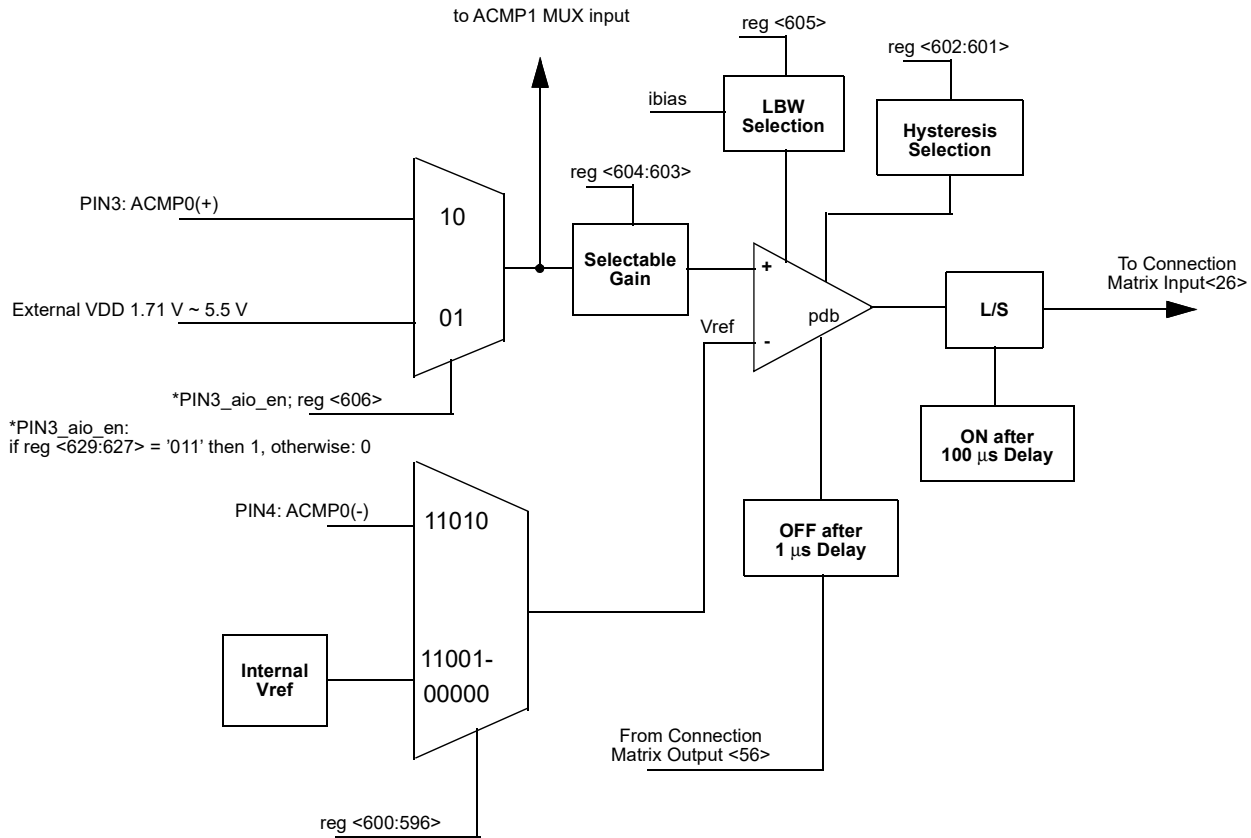 to ACMP1 MUX input
reg <605>
reg <602:601>
ibias
LBW
Selection
Hysteresis
Selection
reg <604:603>
PIN3: ACMP0(+)
10
Selectable
Gain
+
To Connection
Matrix Input<26>
External VDD 1.71 V ~ 5.5 V
01
Vref
pdb
-
L/S
*PIN3_aio_en; reg <606>
*PIN3_aio_en:
if reg <629:627> = ’011’ then 1, otherwise: 0
ON after
100 μs Delay
PIN4: ACMP0(-)
11010
OFF after
1 μs Delay
Internal
Vref
11001-
00000
From Connection
Matrix Output <56>
reg <600:596>